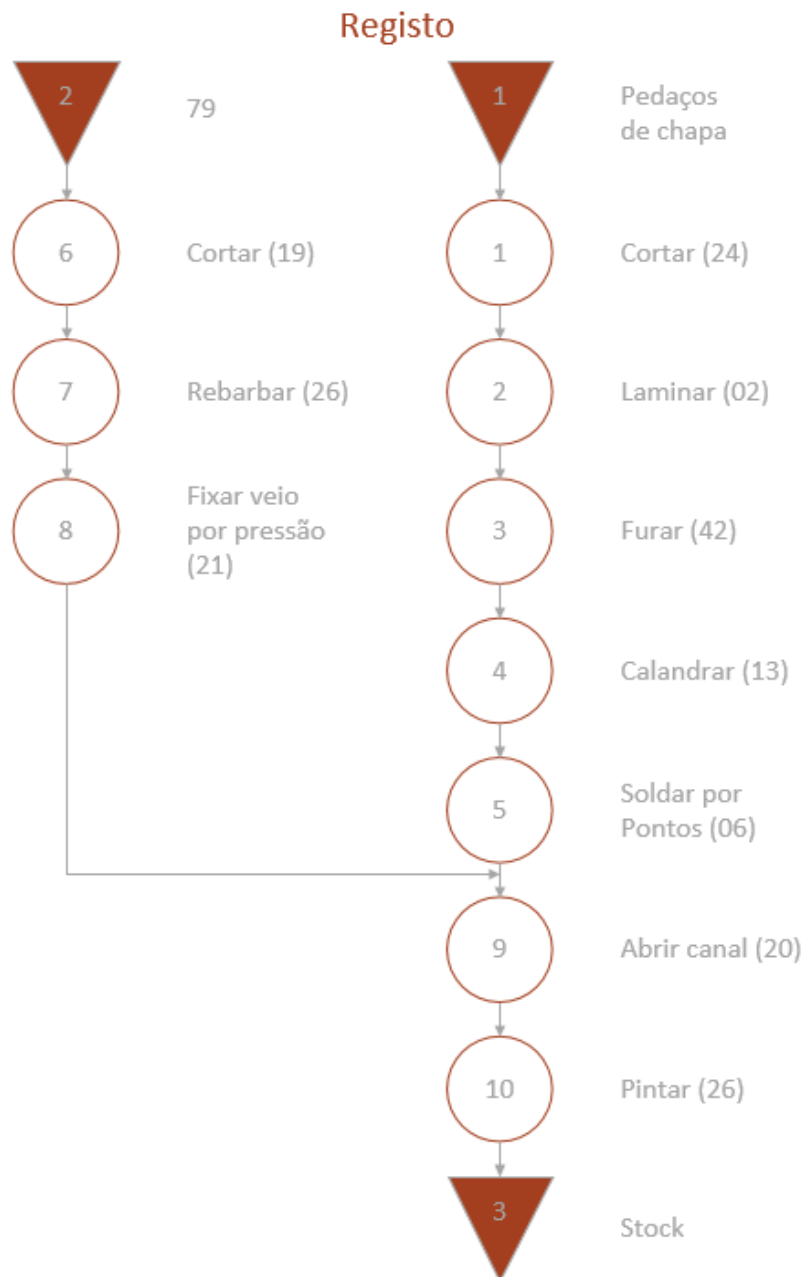 Registo
2
79
1
Pedaços
de chapa
6
Cortar (19)
1
Cortar (24)
7
Rebarbar (26)
2
Laminar (02)
8
Fixar veio
por pressão
(21)
3
Furar (42)
4
Calandrar (13)
5
Soldar por
Pontos (06)
9
Abrir canal (20)
10
Pintar (26)
3
Stock